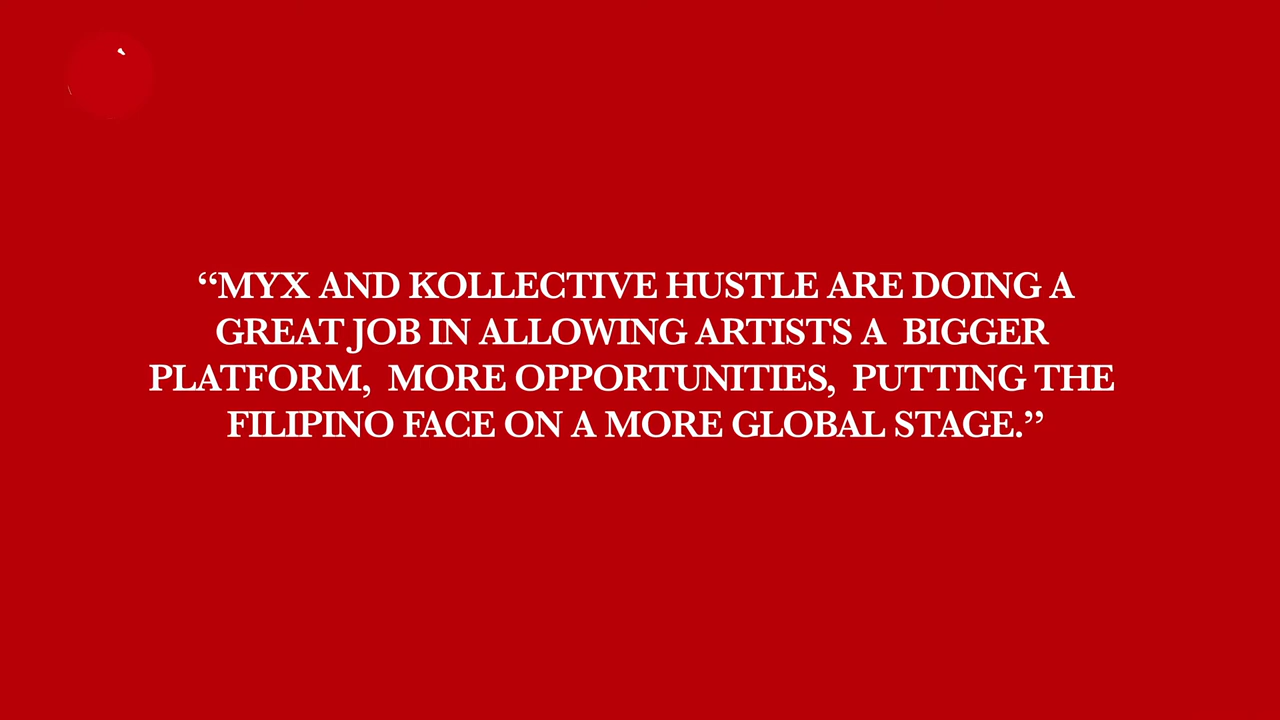 “MYX AND KOLLECTIVE HUSTLE ARE DOING A
GREAT JOB IN ALLOWING ARTISTS A  BIGGER
PLATFORM,  MORE OPPORTUNITIES,  PUTTING THE
FILIPINO FACE ON A MORE GLOBAL STAGE.”